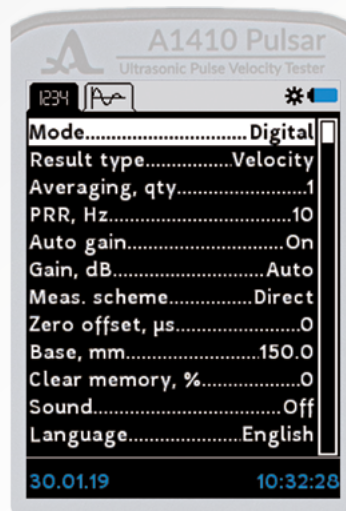 A1410 Pulsar
Ultrasonic Pulse Velocity Tester
1234
Mode..............................Digital
Result type................Velocity
Averaging, qty........................1
PRR, Hz.................................10
Auto gain.............................On
Gain, dB............................Auto
Meas. scheme................Direct
Zero offset, µs.......................0
Base, mm........................150.0
Clear memory, %..................0
Sound...................................Off
Language.....................English
30.01.19
10:32:28